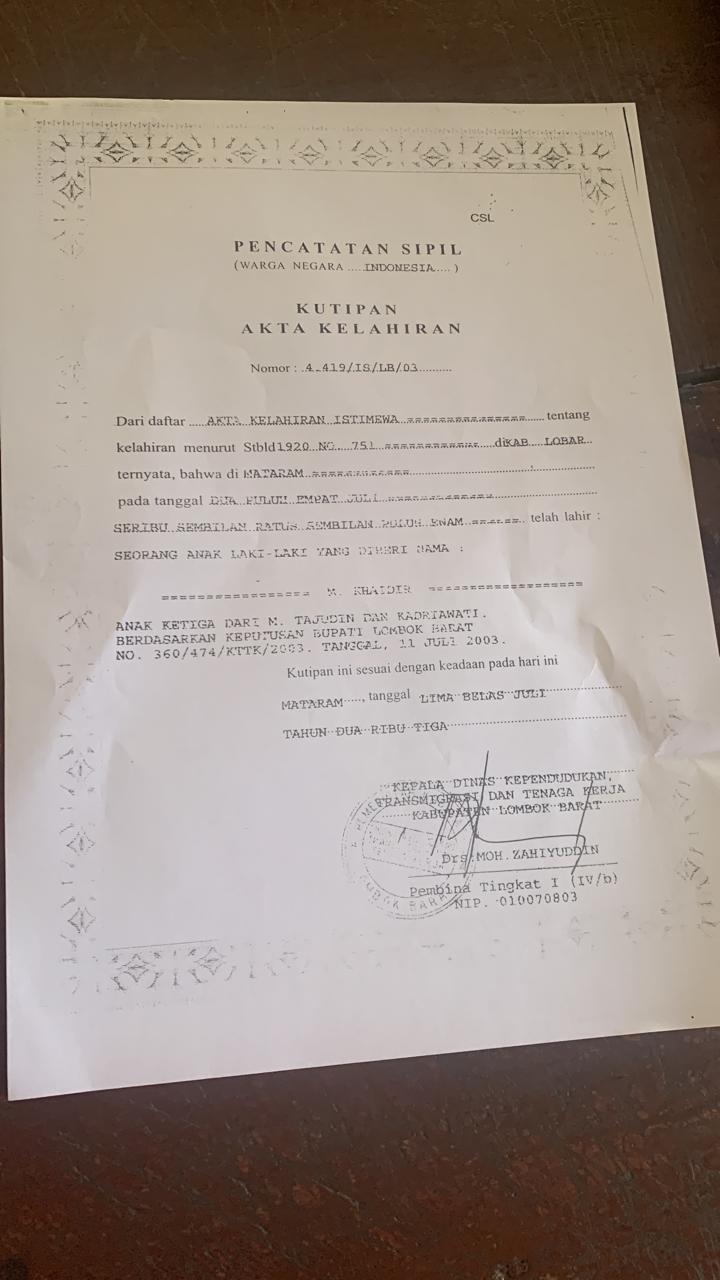 CSL
PENCATATAN SIPIL
(WARGA NEGARA ....INDONESIA.... )
KUTIPAN
AKTA KELAHIRAN
Nomor : .4.419/IS/LB/03..........
Dari daftar .....AKTA KELAHIRAN ISTIMEWA ================......tentang
kelahiran menurut Stbld1920 NO. 751 =============.....diKAB. LOBAR..
ternyata, bahwa di MATARAM =============
pada tanggal DUA PULUH EMPAT JULI ==============
SERIBU SEMBILAN RATUS SEMBILAN PULUH ENAM ======.. telah lahir :
SEORANG ANAK LAKI-LAKI YANG DIBERI NAMA :
================= M. KHAIDIR ===============
ANAK KETIGA DARI M. TAJUDIN DAN KADRIAWATI.
BERDASARKAN KEPUTUSAN BUPATI LOMBOK BARAT
NO. 360/474/KTTK/2003. TANGGAL, 11 JULI 2003.
Kutipan ini sesuai dengan keadaan pada hari ini
MATARAM....., tanggal LIMA BELAS JULI
TAHUN DUA RIBU TIGA
KEPALA DINAS KEPENDUDUKAN,
TRANSMIGRASI DAN TENAGA KERJA
KABUPATEN LOMBOK BARAT
Drs.MOH.ZAHIYUDDIN
Pembina Tingkat I (IV/b)
NIP. 010070803